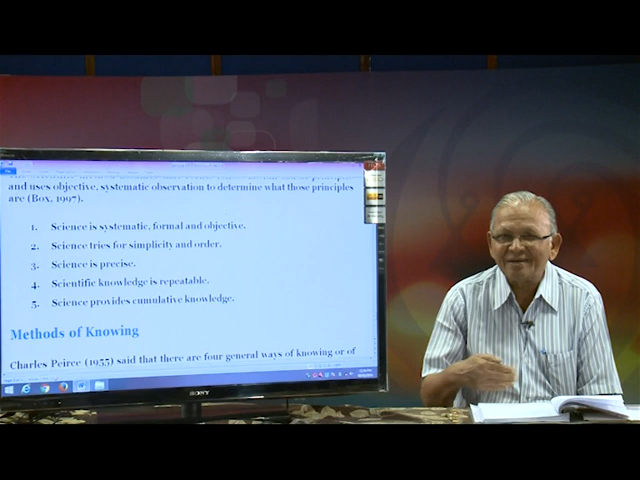 and uses objective, systematic observation to determine what those principles
are (Box, 1997).
1. Science is systematic, formal and objective.
2. Science tries for simplicity and order.
3. Science is precise.
4. Scientific knowledge is repeatable.
5. Science provides cumulative knowledge.
Methods of Knowing
Charles Peirce (1955) said that there are four general ways of knowing or of
SONY